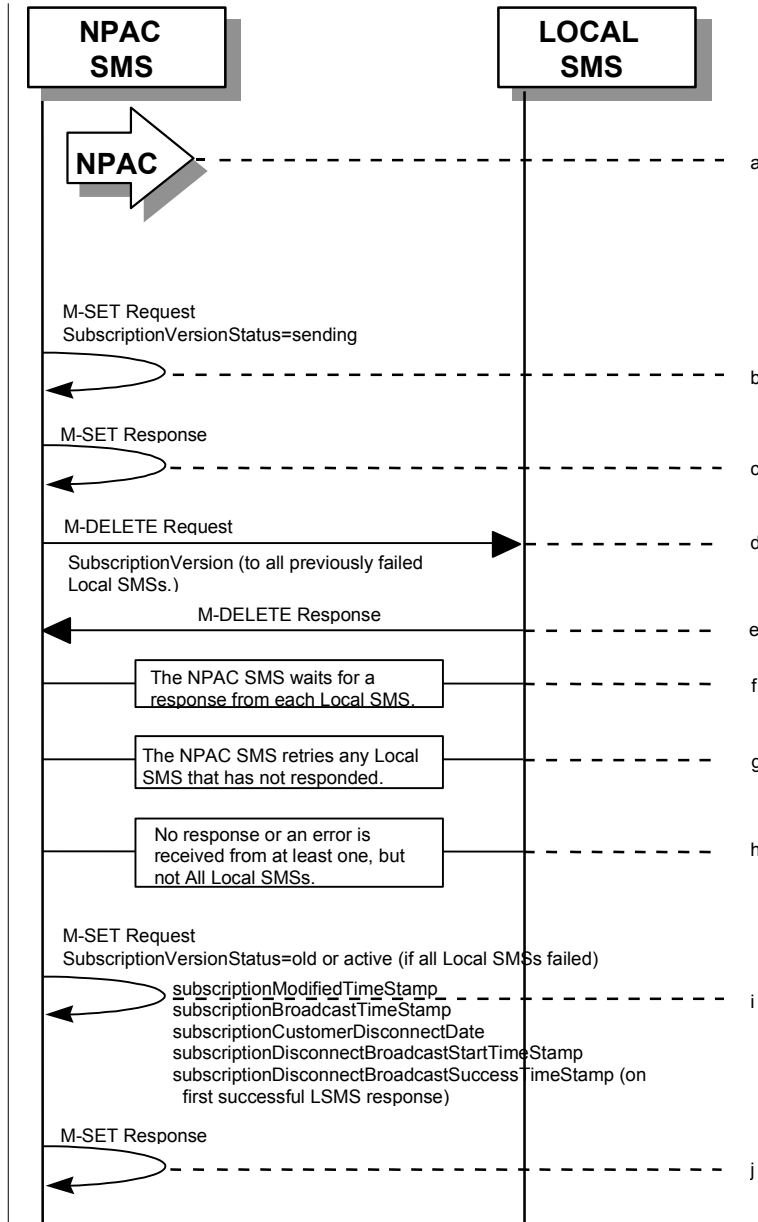 NPAC
SMS
LOCAL
SMS
NPAC
a
M-SET Request
SubscriptionVersionStatus=sending
b
M-SET Response
c
M-DELETE Request
d
SubscriptionVersion (to all previously failed
Local SMSs.)
M-DELETE Response
e
The NPAC SMS waits for a
response from each Local SMS.
f
The NPAC SMS retries any Local
SMS that has not responded.
g
No response or an error is
received from at least one, but
not All Local SMSs.
h
M-SET Request
SubscriptionVersionStatus=old or active (if all Local SMSs failed)
subscriptionModifiedTimeStamp
i
subscriptionBroadcastTimeStamp
subscriptionCustomerDisconnectDate
subscriptionDisconnectBroadcastStartTimeStamp
subscriptionDisconnectBroadcastSuccessTimeStamp (on
first successful LSMS response)
M-SET Response
j